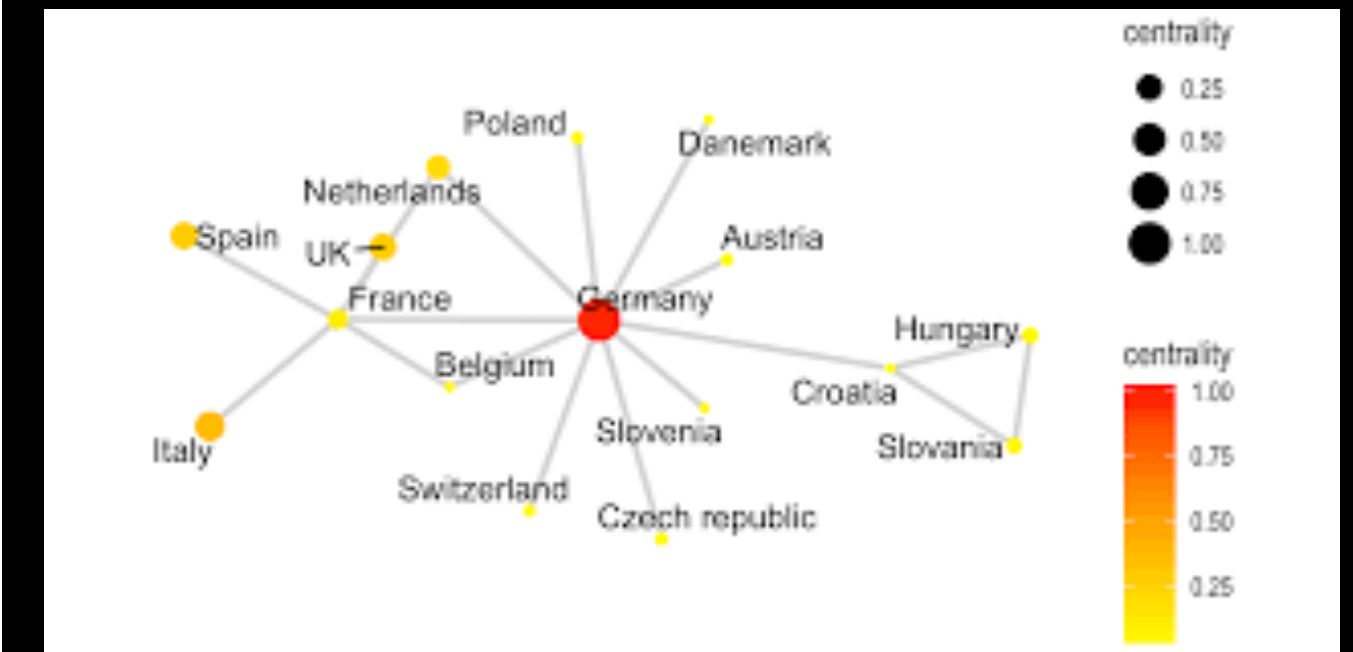 centrality
0.25
0.50
0.75
1.00
Poland
Danemark
Netherlands
Spain
UK
Austria
France
Germany
Hungary
Belgium
Croatia
Slovenia
Italy
Slovania
Switzerland
Czech republic
centrality
1.00
0.75
0.50
0.25